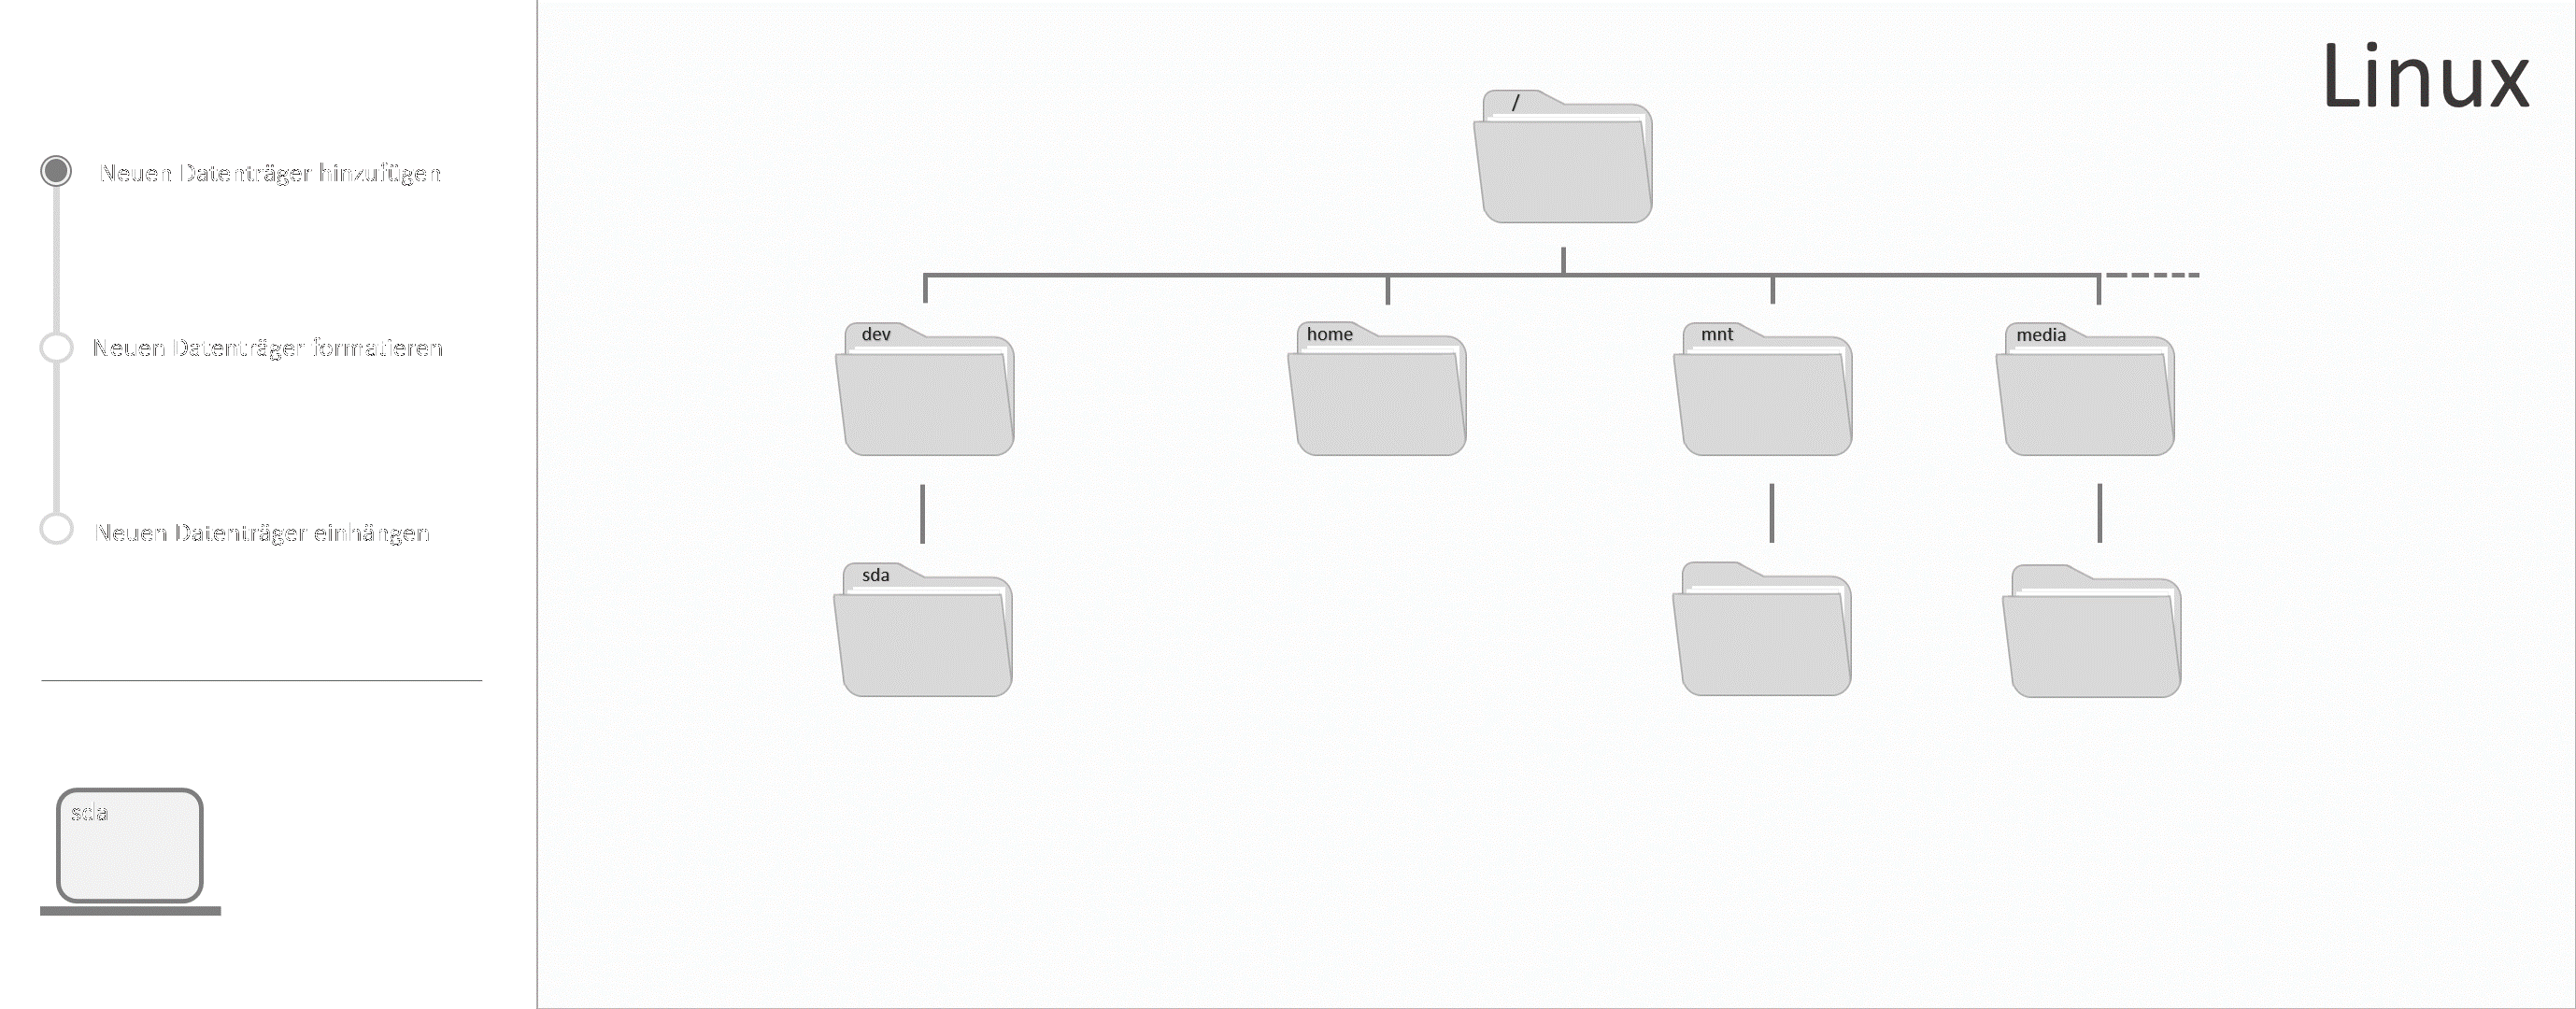 Linux
Neuen Datenträger hinzufügen
Neuen Datenträger formatieren
Neuen Datenträger einhängen
sda
/
dev
home
mnt
media
sda